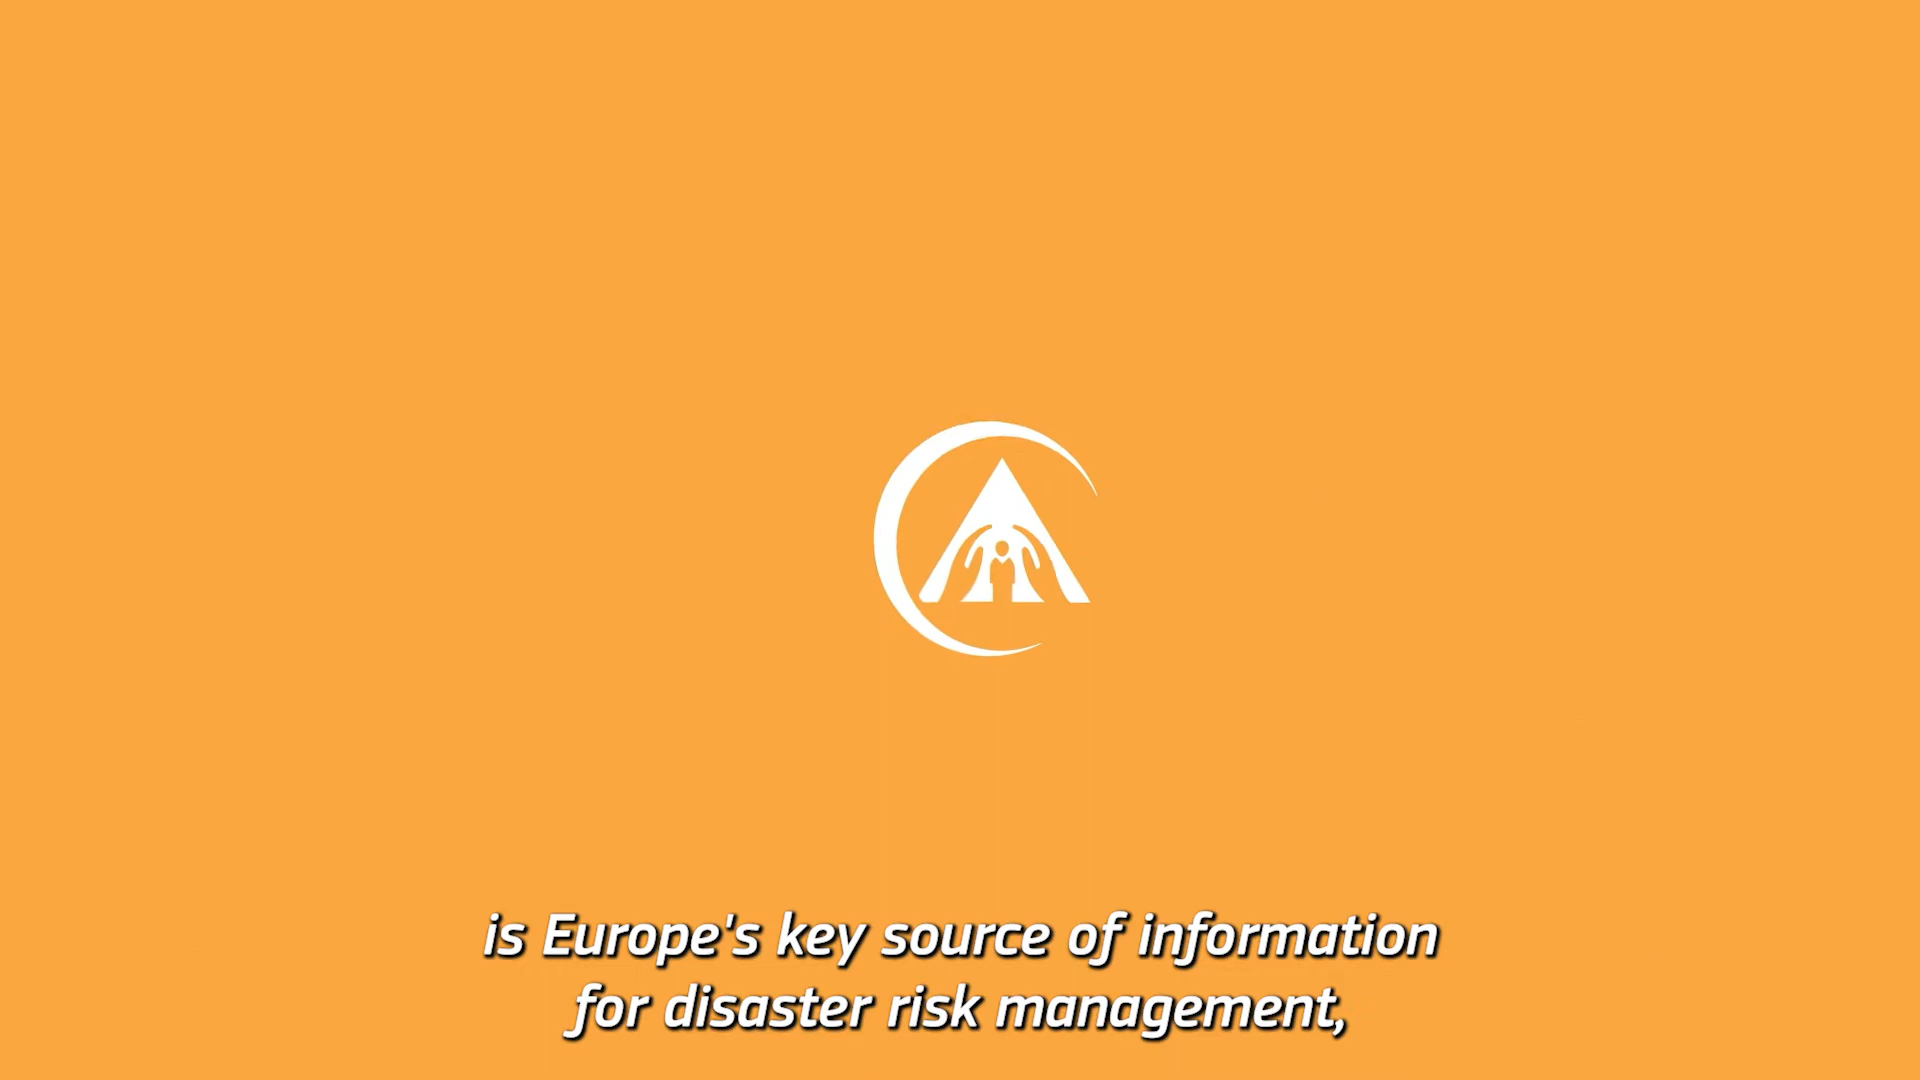 is Europe's key source of information
for disaster risk management,